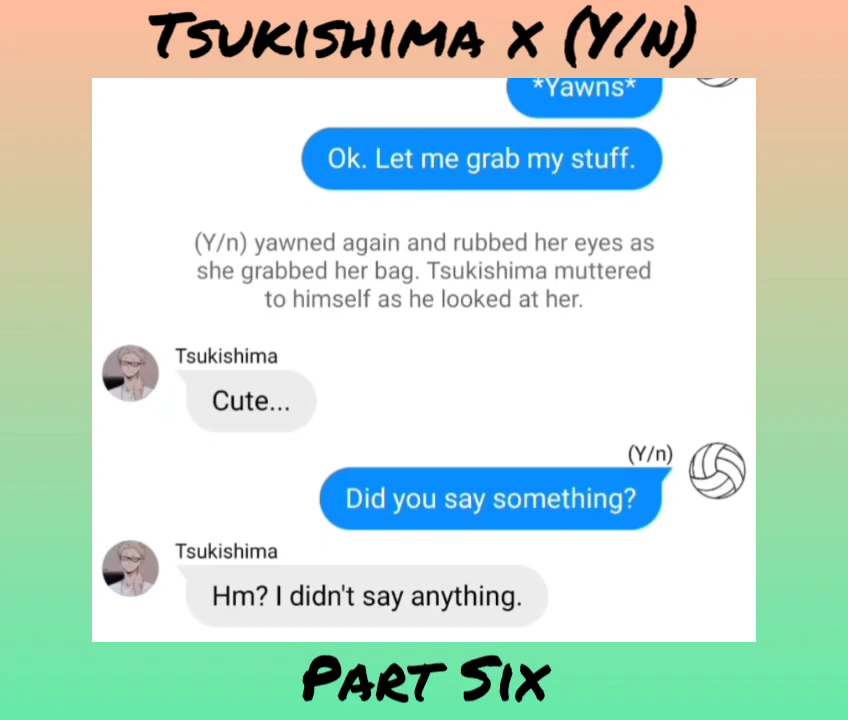 Tsukishima x (Y/n)
*Yawns*
Ok. Let me grab my stuff.
(Y/n) yawned again and rubbed her eyes as
she grabbed her bag. Tsukishima muttered
to himself as he looked at her.
Tsukishima
Cute...
(Y/n)
Did you say something?
Tsukishima
Hm? I didn't say anything.
Part Six